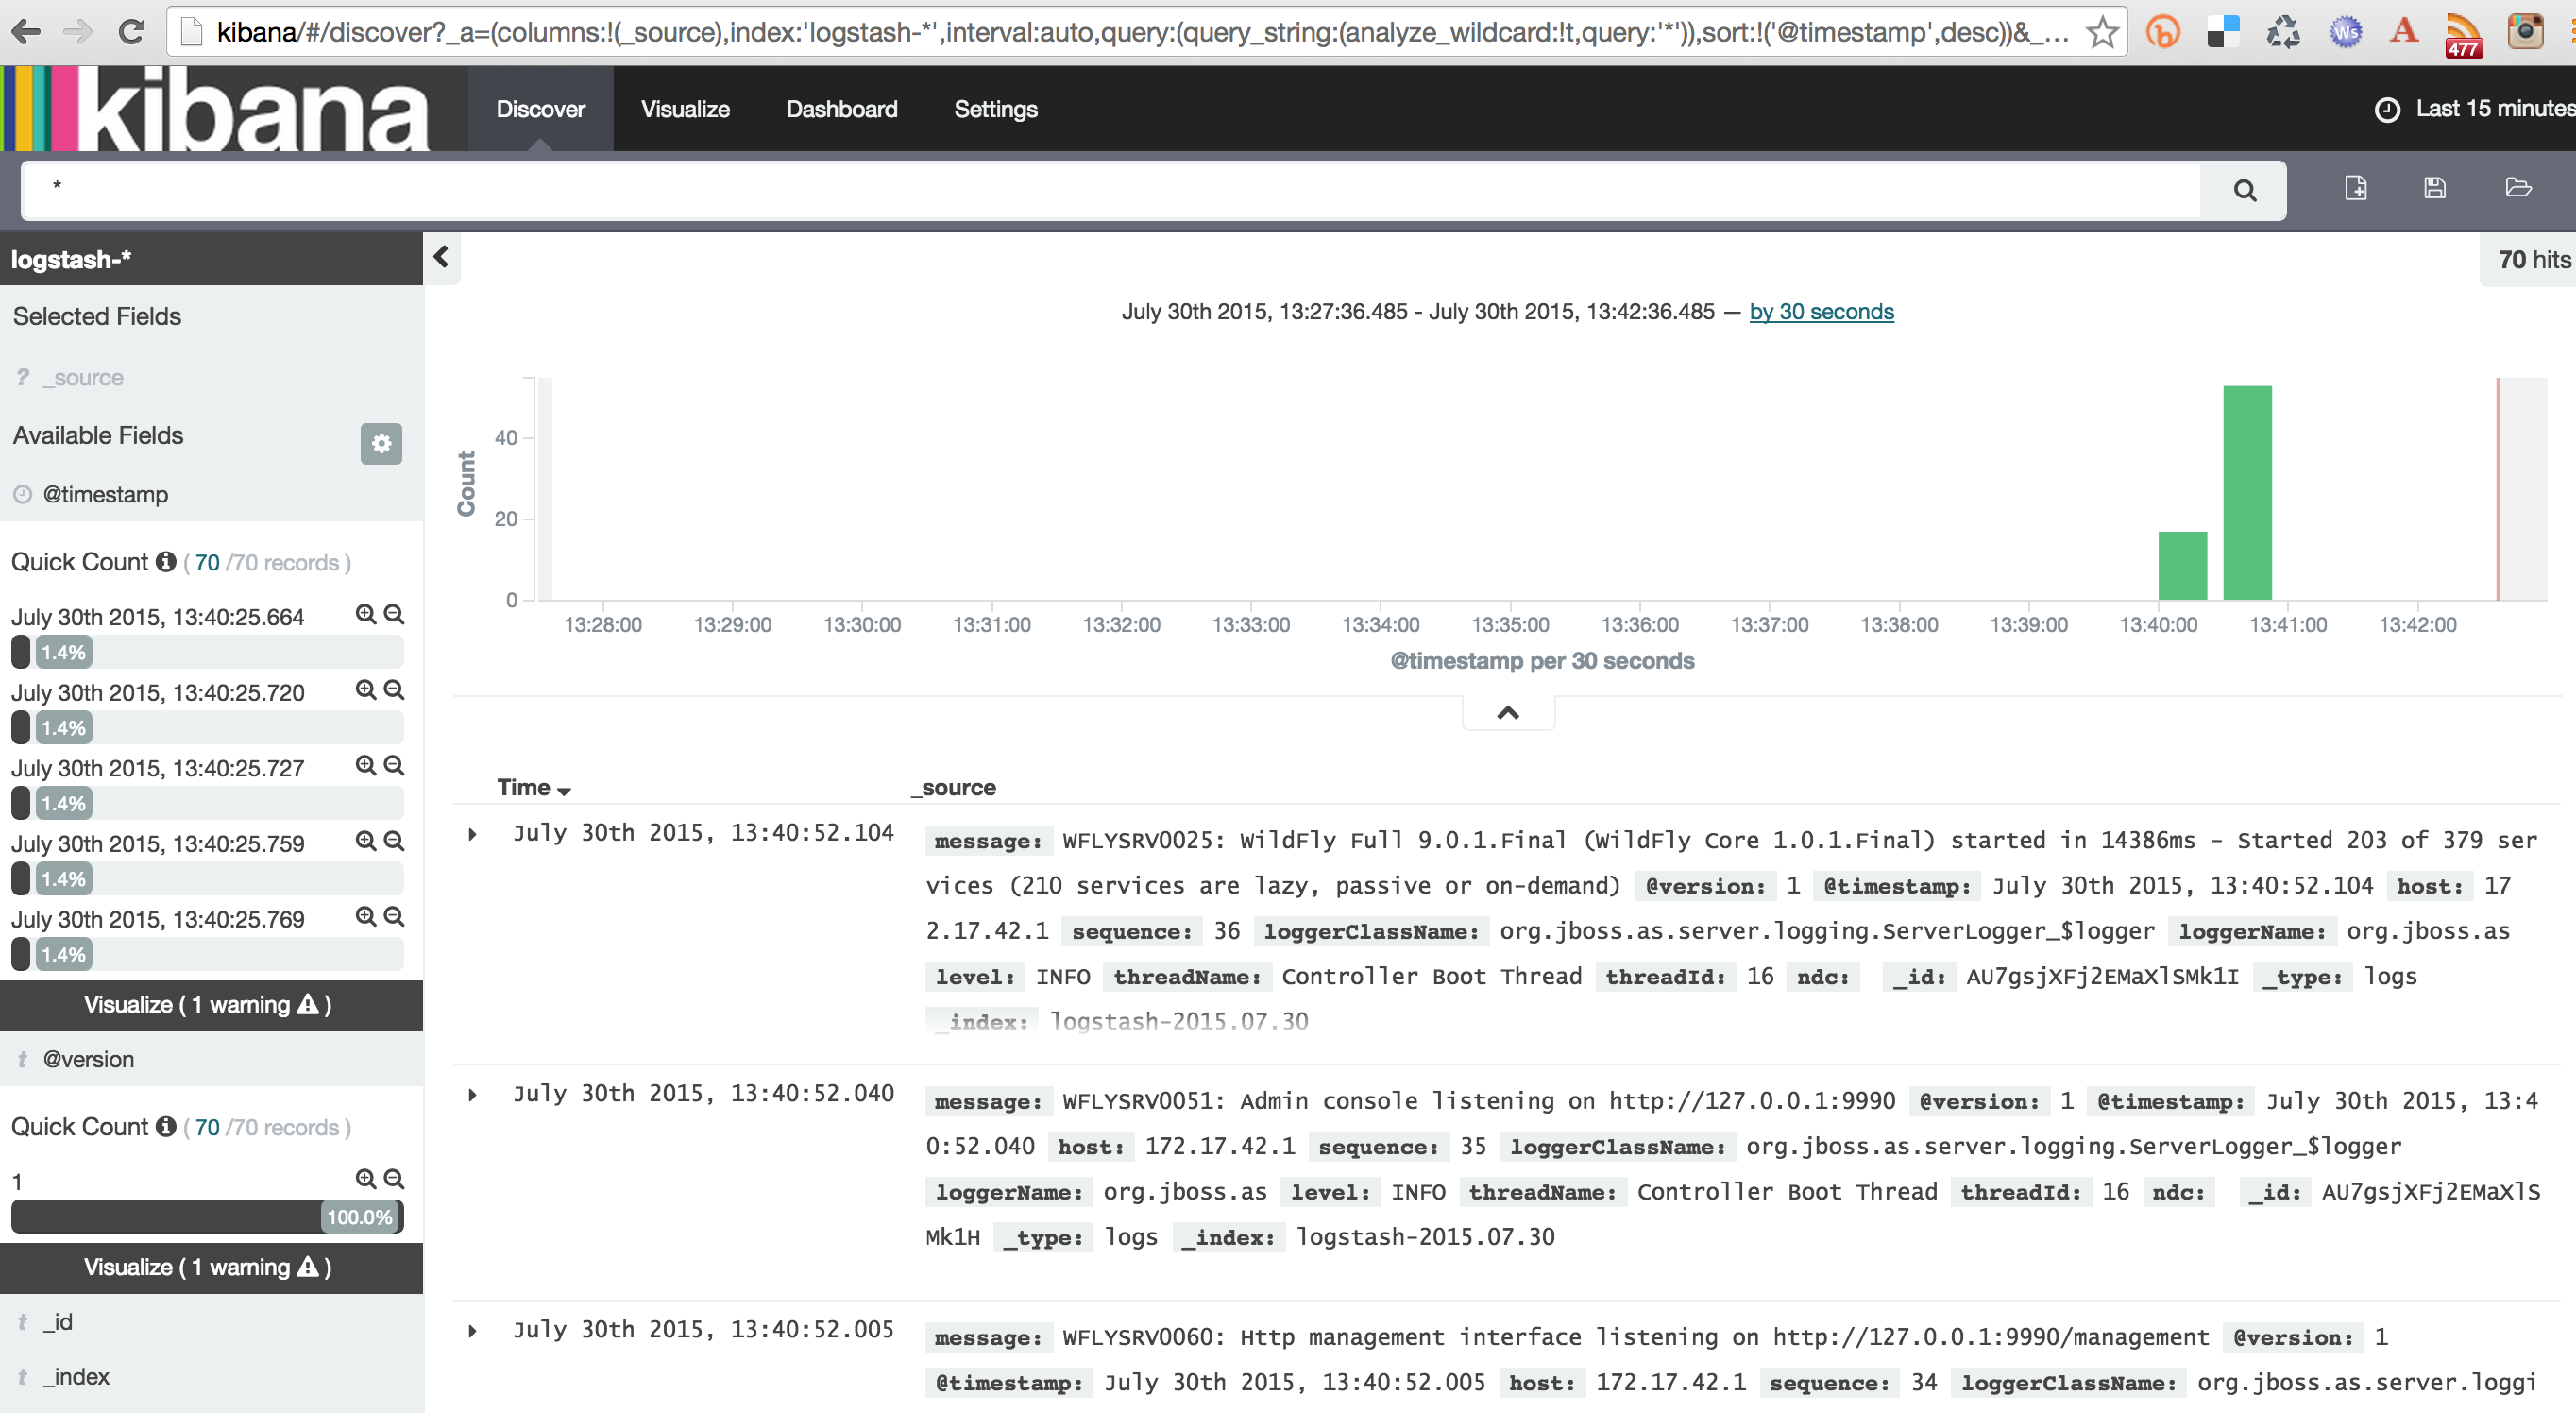 kibana/#/discover?_a=(columns:!(_source),index:'logstash-*',interval:auto,query:(query_string:(analyze_wildcard:!t,query:'*')),sort:!('@timestamp',desc))&_...
Ws
A
477
kibana
Discover
Visualize
Dashboard
Settings
Last 15 minutes
*
logstash-*
70 hits
Selected Fields
? _source
Available Fields
@timestamp
Quick Count ( 70 /70 records )
July 30th 2015, 13:40:25.664
1.4%
July 30th 2015, 13:40:25.720
1.4%
July 30th 2015, 13:40:25.727
1.4%
July 30th 2015, 13:40:25.759
1.4%
July 30th 2015, 13:40:25.769
1.4%
Visualize ( 1 warning )
t @version
Quick Count ( 70 /70 records )
1
100.0%
Visualize ( 1 warning )
t _id
t _index
July 30th 2015, 13:27:36.485 - July 30th 2015, 13:42:36.485 — by 30 seconds
Count
40
20
0
13:28:00 13:29:00 13:30:00 13:31:00 13:32:00 13:33:00 13:34:00 13:35:00 13:36:00 13:37:00 13:38:00 13:39:00 13:40:00 13:41:00 13:42:00
@timestamp per 30 seconds
Time _source
July 30th 2015, 13:40:52.104
message: WFLYSRV0025: WildFly Full 9.0.1.Final (WildFly Core 1.0.1.Final) started in 14386ms - Started 203 of 379 ser
vices (210 services are lazy, passive or on-demand) @version: 1 @timestamp: July 30th 2015, 13:40:52.104 host: 17
2.17.42.1 sequence: 36 loggerClassName: org.jboss.as.server.logging.ServerLogger_$logger loggerName: org.jboss.as
level: INFO threadName: Controller Boot Thread threadId: 16 ndc: _id: AU7gsjXFj2EMaXlSMk1I _type: logs
_index: logstash-2015.07.30
July 30th 2015, 13:40:52.040
message: WFLYSRV0051: Admin console listening on http://127.0.0.1:9990 @version: 1 @timestamp: July 30th 2015, 13:4
0:52.040 host: 172.17.42.1 sequence: 35 loggerClassName: org.jboss.as.server.logging.ServerLogger_$logger
loggerName: org.jboss.as level: INFO threadName: Controller Boot Thread threadId: 16 ndc: _id: AU7gsjXFj2EMaXlS
Mk1H _type: logs _index: logstash-2015.07.30
July 30th 2015, 13:40:52.005
message: WFLYSRV0060: Http management interface listening on http://127.0.0.1:9990/management @version: 1
@timestamp: July 30th 2015, 13:40:52.005 host: 172.17.42.1 sequence: 34 loggerClassName: org.jboss.as.server.loggi